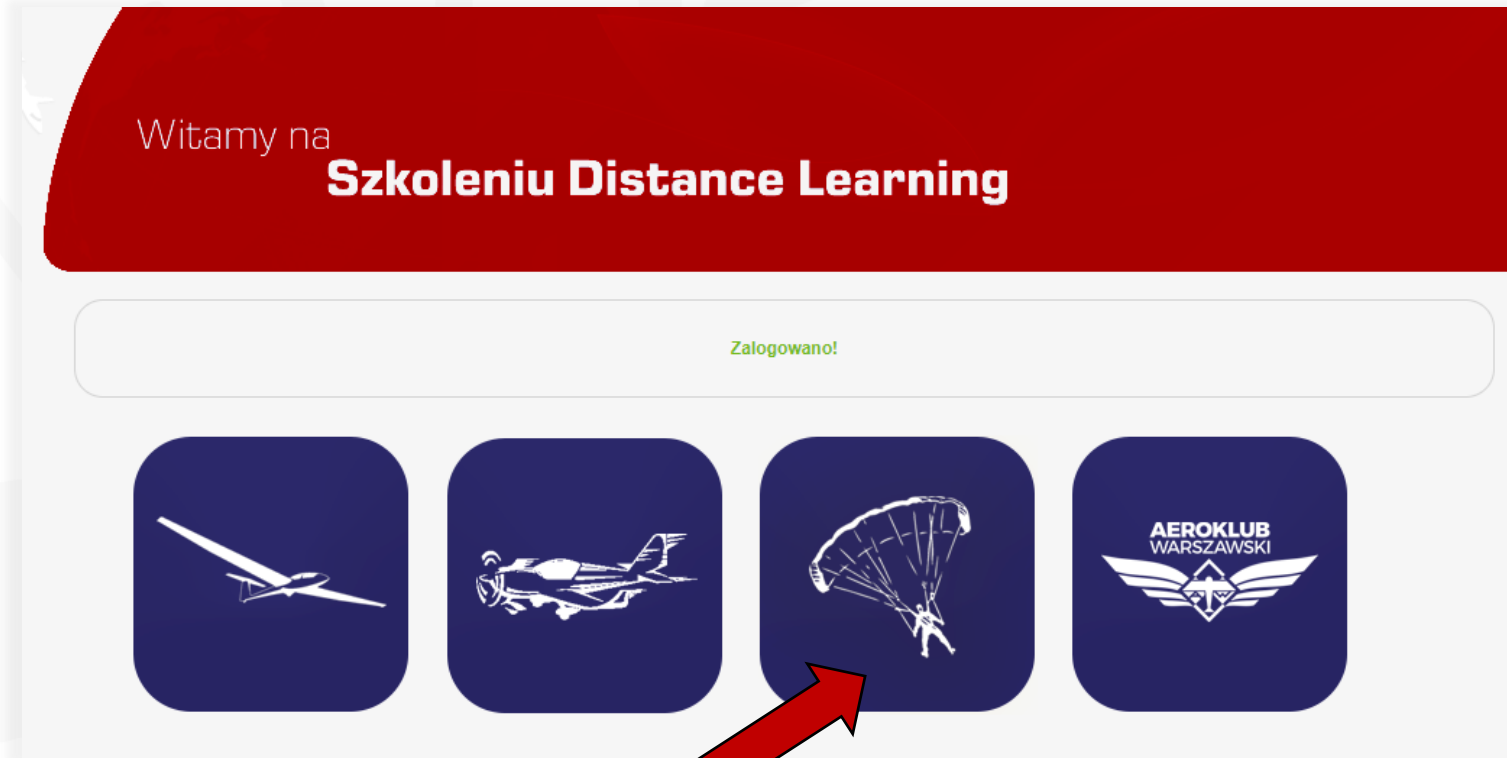 Witamy na
Szkoleniu Distance Learning
Zalogowano!
AEROKLUB
WARSZAWSKI